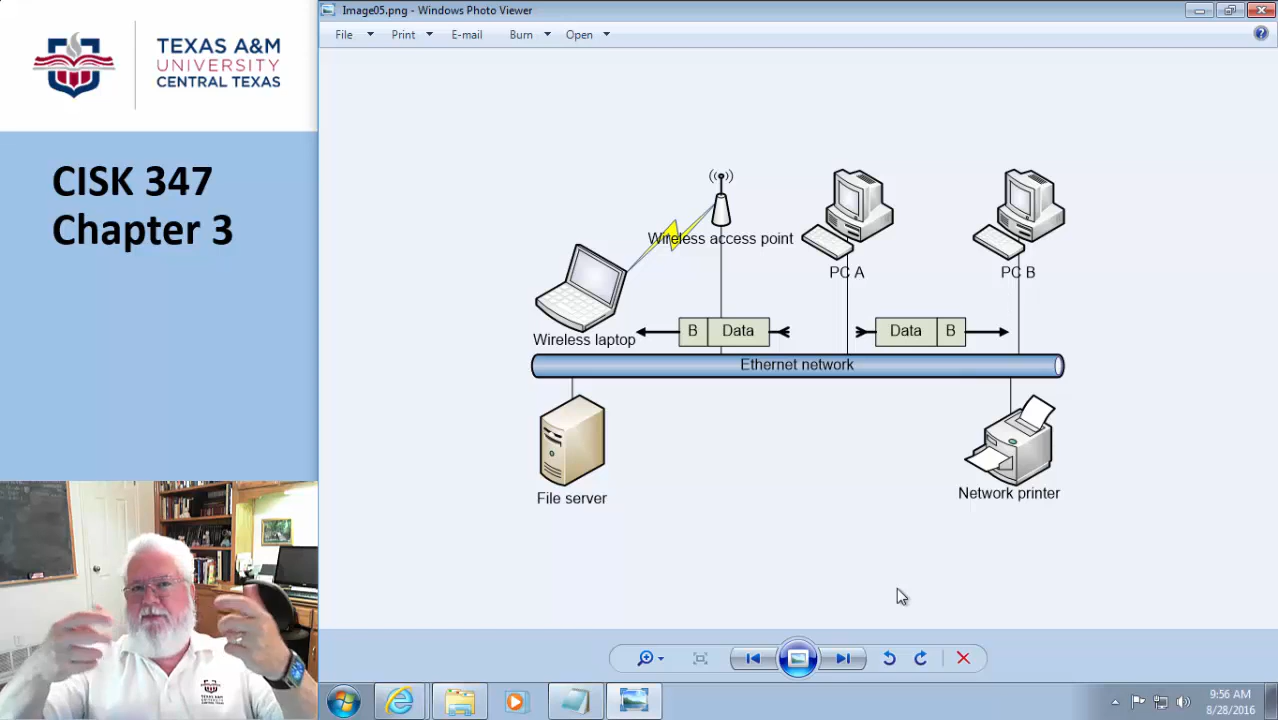 TEXAS A&M
UNIVERSITY
CENTRAL TEXAS
CISK 347
Chapter 3
Image05.png - Windows Photo Viewer
File Print E-mail Burn Open
Wireless access point
PC A
PC B
B Data
Data B
Wireless laptop
Ethernet network
File server
Network printer
9:56 AM
8/28/2016